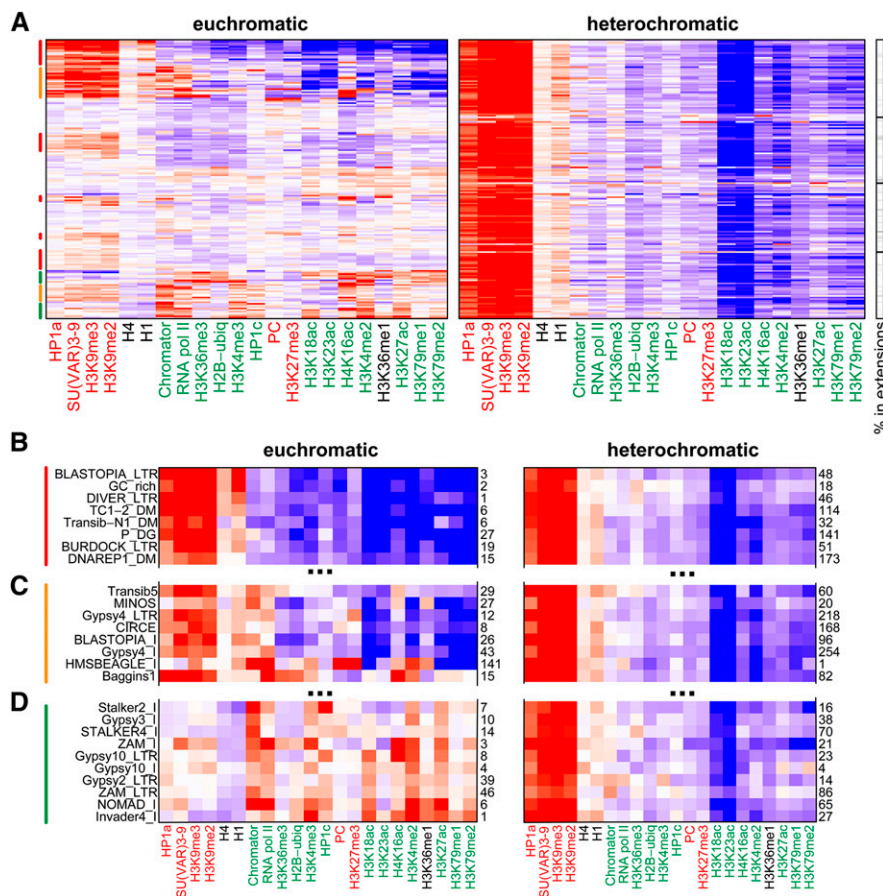 A
euchromatic
heterochromatic
HP1a
SU(VAR)3-9
H3K9me3
H3K9me2
H4
H1
Chromator
RNA pol II
H3K36me3
H2B-ubiq
H3K4me3
HP1c
PC
H3K27me3
H3K18ac
H3K23ac
H4K16ac
H3K4me2
H3K36me1
H3K27ac
H3K79me1
H3K79me2
HP1a
SU(VAR)3-9
H3K9me3
H3K9me2
H4
H1
Chromator
RNA pol II
H3K36me3
H2B-ubiq
H3K4me3
HP1c
PC
H3K27me3
H3K18ac
H3K23ac
H4K16ac
H3K4me2
H3K36me1
H3K27ac
H3K79me1
H3K79me2
% in extensions
B
euchromatic
heterochromatic
BLASTOPIA_LTR 3 48
GC_rich 2 18
DIVER_LTR 1 46
TC1-2_DM 6 114
Transib-N1_DM 6 32
P_DG 27 141
BURDOCK_LTR 19 51
DNAREP1_DM 15 173
C
Transib5 29 60
MINOS 27 20
Gypsy4_LTR 12 218
CIRCE 8 168
BLASTOPIA_I 26 96
Gypsy4_I 43 254
HMSBEAGLE_I 141 1
Baggins1 15 82
D
Stalker2_I 7 16
Gypsy3_I 10 38
STALKER4_I 14 70
ZAM_I 3 21
Gypsy10_LTR 8 23
Gypsy10_I 4 4
Gypsy2_LTR 39 14
ZAM_LTR 46 86
NOMAD_I 6 65
Invader4_I 1 27
HP1a
SU(VAR)3-9
H3K9me3
H3K9me2
H4
H1
Chromator
RNA pol II
H3K36me3
H2B-ubiq
H3K4me3
HP1c
PC
H3K27me3
H3K18ac
H3K23ac
H4K16ac
H3K4me2
H3K36me1
H3K27ac
H3K79me1
H3K79me2
HP1a
SU(VAR)3-9
H3K9me3
H3K9me2
H4
H1
Chromator
RNA pol II
H3K36me3
H2B-ubiq
H3K4me3
HP1c
PC
H3K27me3
H3K18ac
H3K23ac
H4K16ac
H3K4me2
H3K36me1
H3K27ac
H3K79me1
H3K79me2